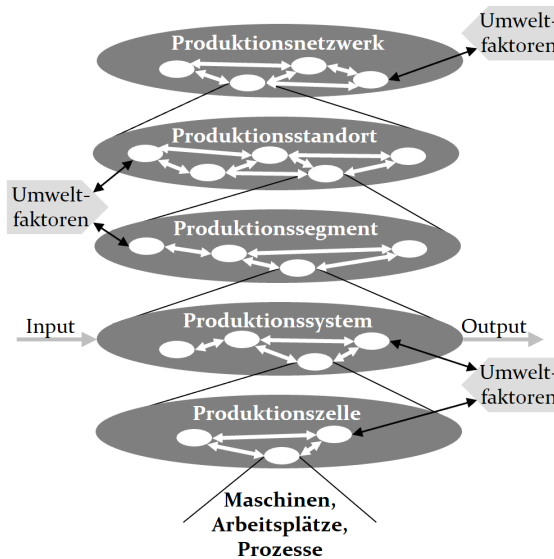 Umwelt-
faktoren
Produktionsnetzwerk
Produktionsstandort
Umwelt-
faktoren
Produktionssegment
Input
Produktionssystem
Output
Umwelt-
faktoren
Produktionszelle
Maschinen,
Arbeitsplätze,
Prozesse